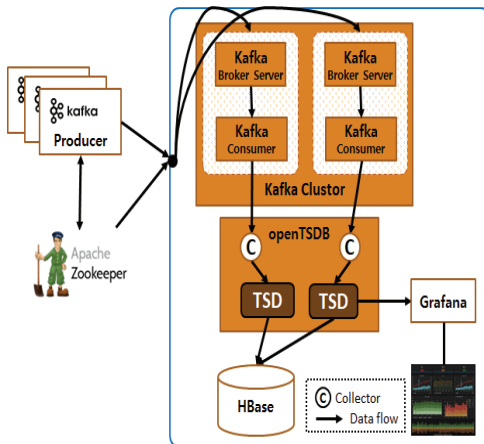 kafka
Producer
Apache
Zookeeper
Kafka
Broker Server
Kafka
Consumer
Kafka
Broker Server
Kafka
Consumer
Kafka Clustor
openTSDB
C
C
TSD
TSD
Grafana
HBase
C Collector
Data flow